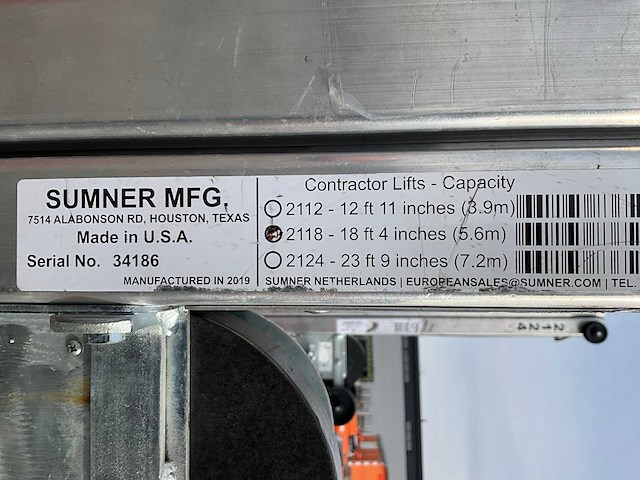 SUMNER MFG.
7514 ALABONSON RD, HOUSTON, TEXAS
Made in U.S.A.
Serial No. 34186
MANUFACTURED IN 2019
Contractor Lifts - Capacity
2112 - 12 ft 11 inches (3.9m)
2118 - 18 ft 4 inches (5.6m)
2124 - 23 ft 9 inches (7.2m)
SUMNER NETHERLANDS | EUROPEANSALES@SUMNER.COM | TEL.
2124